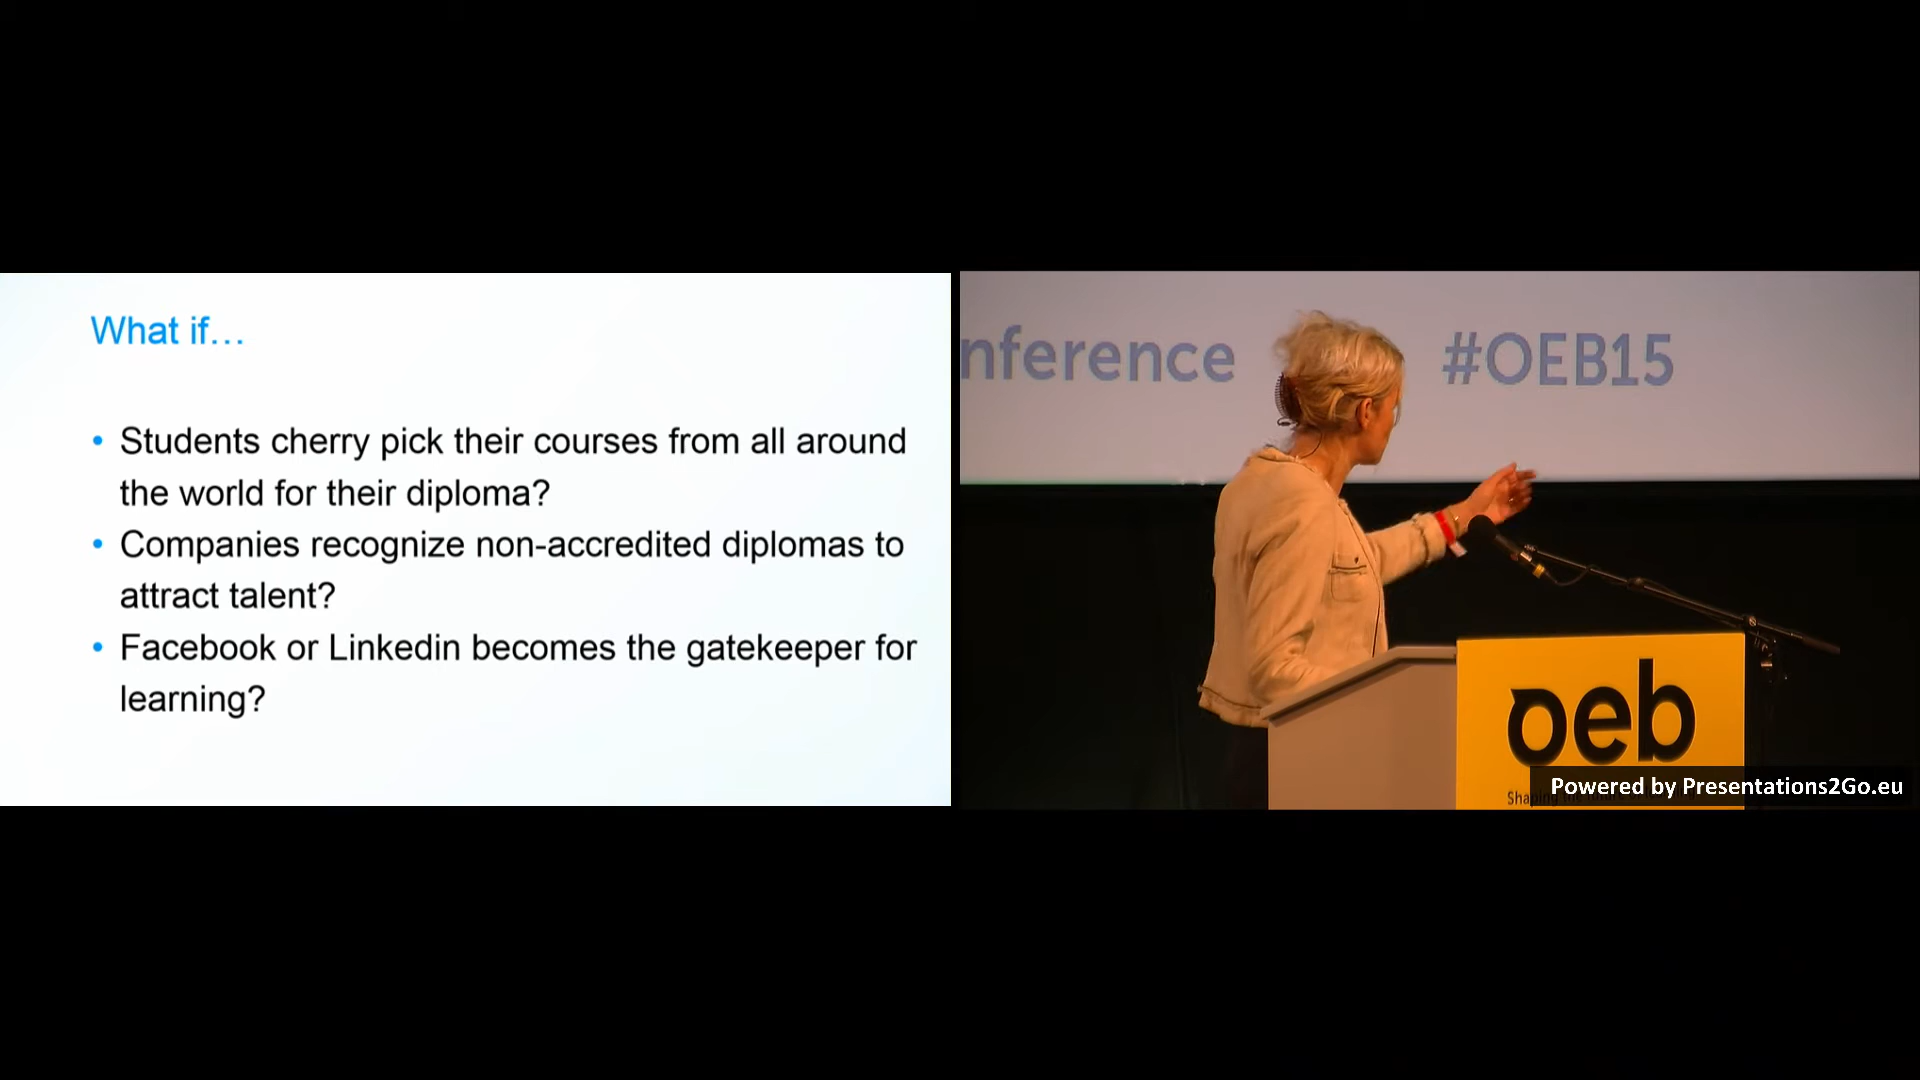 What if...
• Students cherry pick their courses from all around
the world for their diploma?
• Companies recognize non-accredited diplomas to
attract talent?
• Facebook or Linkedin becomes the gatekeeper for
learning?
nference #OEB15
oeb
Powered by Presentations2Go.eu